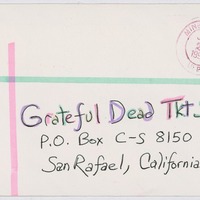 Grateful Dead Tkt
P.O. Box C-S 8150
San Rafael, California